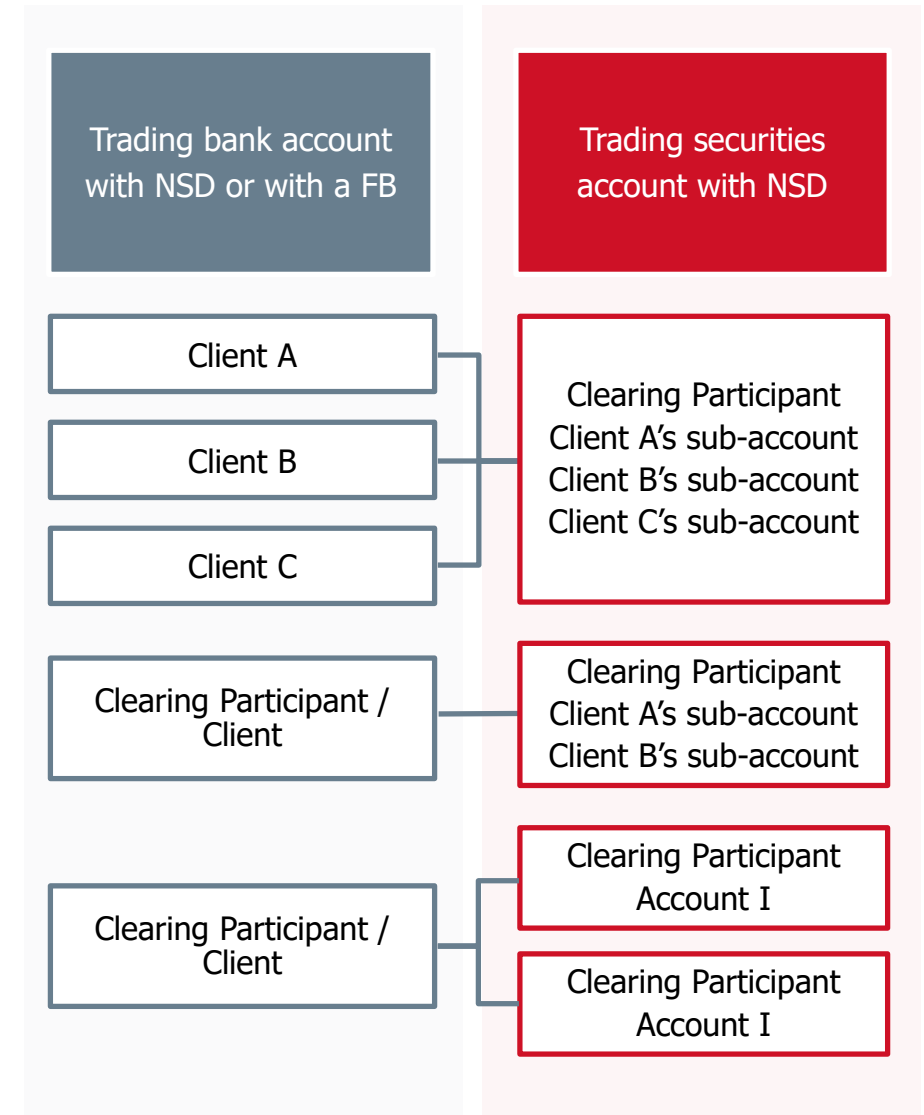 Trading bank account
with NSD or with a FB
Trading securities
account with NSD
Client A
Client B
Client C
Clearing Participant
Client A’s sub-account
Client B’s sub-account
Client C’s sub-account
Clearing Participant /
Client
Clearing Participant
Client A’s sub-account
Client B’s sub-account
Clearing Participant /
Client
Clearing Participant
Account I
Clearing Participant
Account I